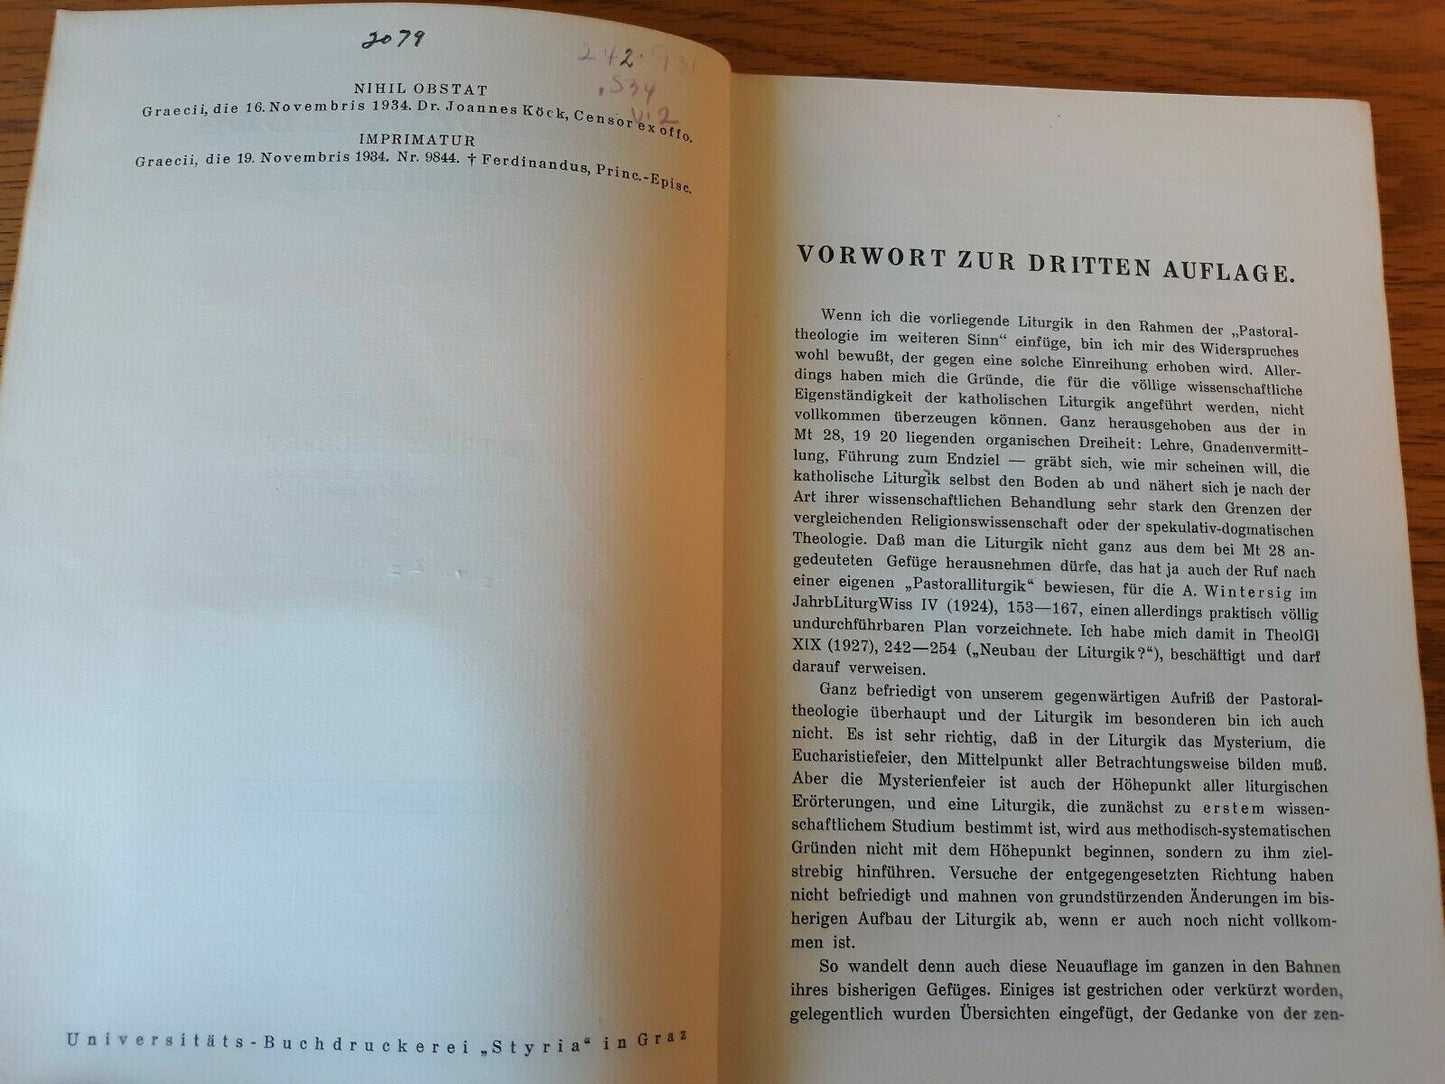 2079
242.
.S34
v.2
NIHIL OBSTAT
Graecii, die 16. Novembris 1934. Dr. Joannes Köck, Censor ex offo.
IMPRIMATUR
Graecii, die 19. Novembris 1934. Nr. 9844. † Ferdinandus, Princ.-Episc.
Universitäts-Buchdruckerei „Styria“ in Graz
VORWORT ZUR DRITTEN AUFLAGE.
Wenn ich die vorliegende Liturgik in den Rahmen der „Pastoral-
theologie im weiteren Sinn“ einfüge, bin ich mir des Widerspruches
wohl bewußt, der gegen eine solche Einreihung erhoben wird. Aller-
dings haben mich die Gründe, die für die völlige wissenschaftliche
Eigenständigkeit der katholischen Liturgik angeführt werden, nicht
vollkommen überzeugen können. Ganz herausgehoben aus der in
Mt 28, 19 20 liegenden organischen Dreiheit: Lehre, Gnadenvermitt-
lung, Führung zum Endziel — gräbt sich, wie mir scheinen will, die
katholische Liturgik selbst den Boden ab und nähert sich je nach der
Art ihrer wissenschaftlichen Behandlung sehr stark den Grenzen der
vergleichenden Religionswissenschaft oder der spekulativ-dogmatischen
Theologie. Daß man die Liturgik nicht ganz aus dem bei Mt 28 an-
gedeuteten Gefüge herausnehmen dürfe, das hat ja auch der Ruf nach
einer eigenen „Pastoralliturgik“ bewiesen, für die A. Wintersig im
JahrbLiturgWiss IV (1924), 153—167, einen allerdings praktisch völlig
undurchführbaren Plan vorzeichnete. Ich habe mich damit in TheolGl
XIX (1927), 242—254 („Neubau der Liturgik?“), beschäftigt und darf
darauf verweisen.
Ganz befriedigt von unserem gegenwärtigen Aufriß der Pastoral-
theologie überhaupt und der Liturgik im besonderen bin ich auch
nicht. Es ist sehr richtig, daß in der Liturgik das Mysterium, die
Eucharistiefeier, den Mittelpunkt aller Betrachtungsweise bilden muß.
Aber die Mysterienfeier ist auch der Höhepunkt aller liturgischen
Erörterungen, und eine Liturgik, die zunächst zu erstem wissen-
schaftlichem Studium bestimmt ist, wird aus methodisch-systematischen
Gründen nicht mit dem Höhepunkt beginnen, sondern zu ihm ziel-
strebig hinführen. Versuche der entgegengesetzten Richtung haben
nicht befriedigt und mahnen von grundstürzenden Änderungen im bis-
herigen Aufbau der Liturgik ab, wenn er auch noch nicht vollkom-
men ist.
So wandelt denn auch diese Neuauflage im ganzen in den Bahnen
ihres bisherigen Gefüges. Einiges ist gestrichen oder verkürzt worden,
gelegentlich wurden Übersichten eingefügt, der Gedanke von der zen-